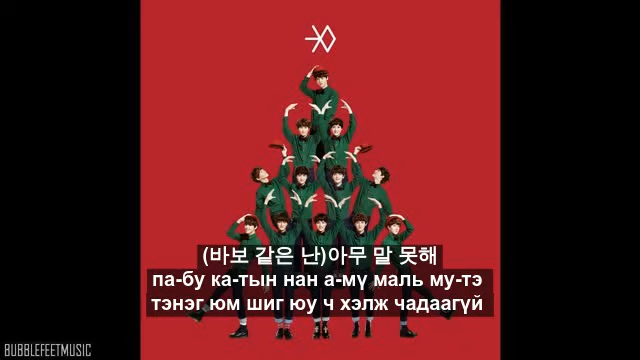 (바보 같은 난)아무 말 못해
па-бу ка-тын нан а-мү маль му-тэ
тэнэг юм шиг юу ч хэлж чадаагүй
BUBBLEFEETMUSIC